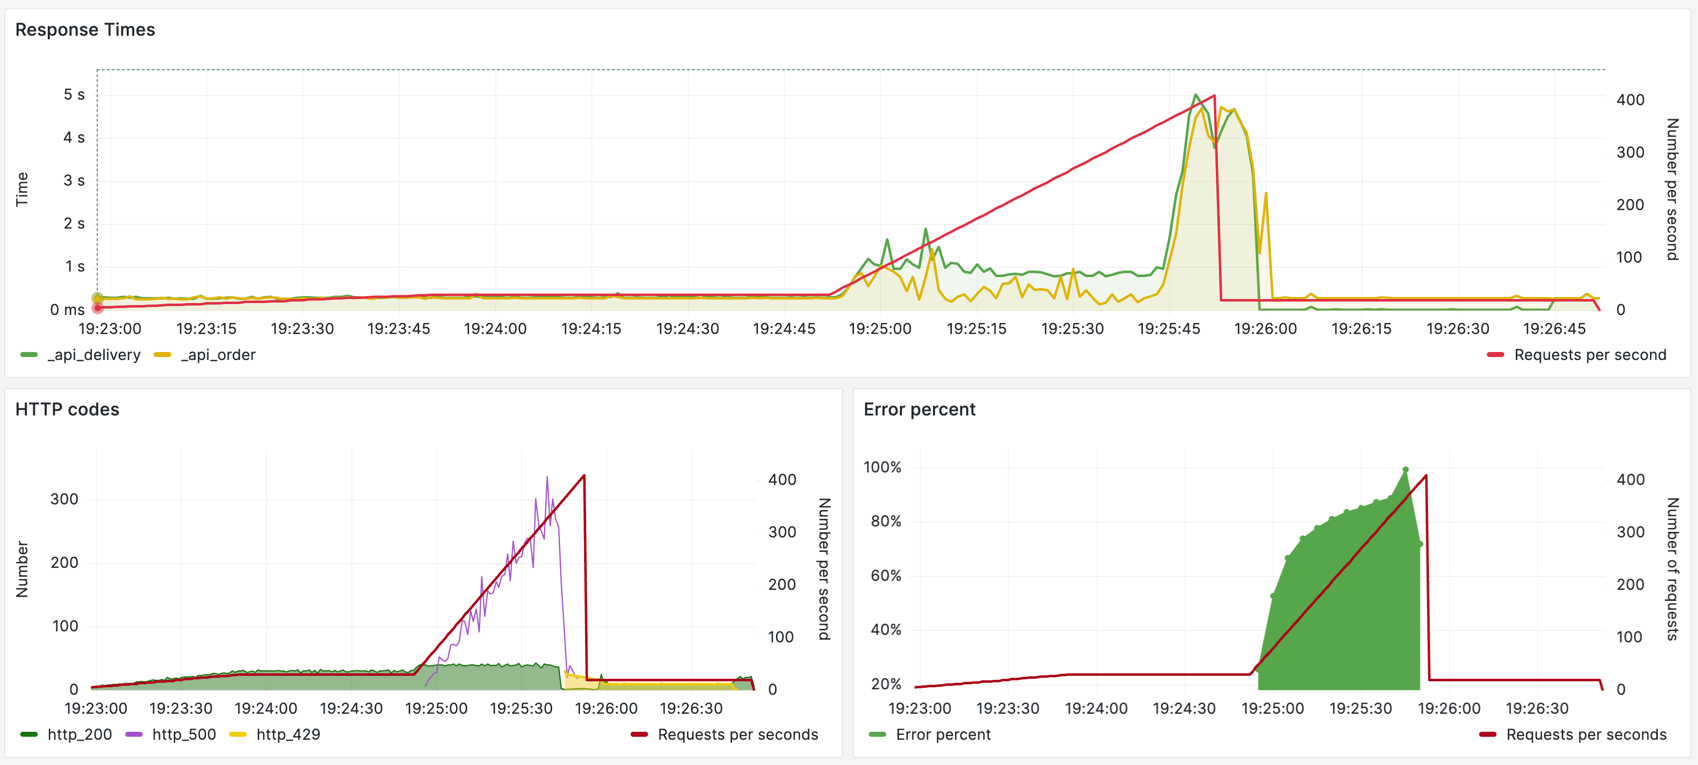 Response Times
Time
5 s
4 s
3 s
2 s
1 s
0 ms
400
300
200
100
0
Number per second
19:23:00 19:23:15 19:23:30 19:23:45 19:24:00 19:24:15 19:24:30 19:24:45 19:25:00 19:25:15 19:25:30 19:25:45 19:26:00 19:26:15 19:26:30 19:26:45
_api_delivery _api_order Requests per second
HTTP codes
Number
300
200
100
0
400
300
200
100
0
Number per second
19:23:00 19:23:30 19:24:00 19:24:30 19:25:00 19:25:30 19:26:00 19:26:30
http_200 http_500 http_429 Requests per seconds
Error percent
100%
80%
60%
40%
20%
400
300
200
100
0
Number of requests
19:23:00 19:23:30 19:24:00 19:24:30 19:25:00 19:25:30 19:26:00 19:26:30
Error percent Requests per seconds